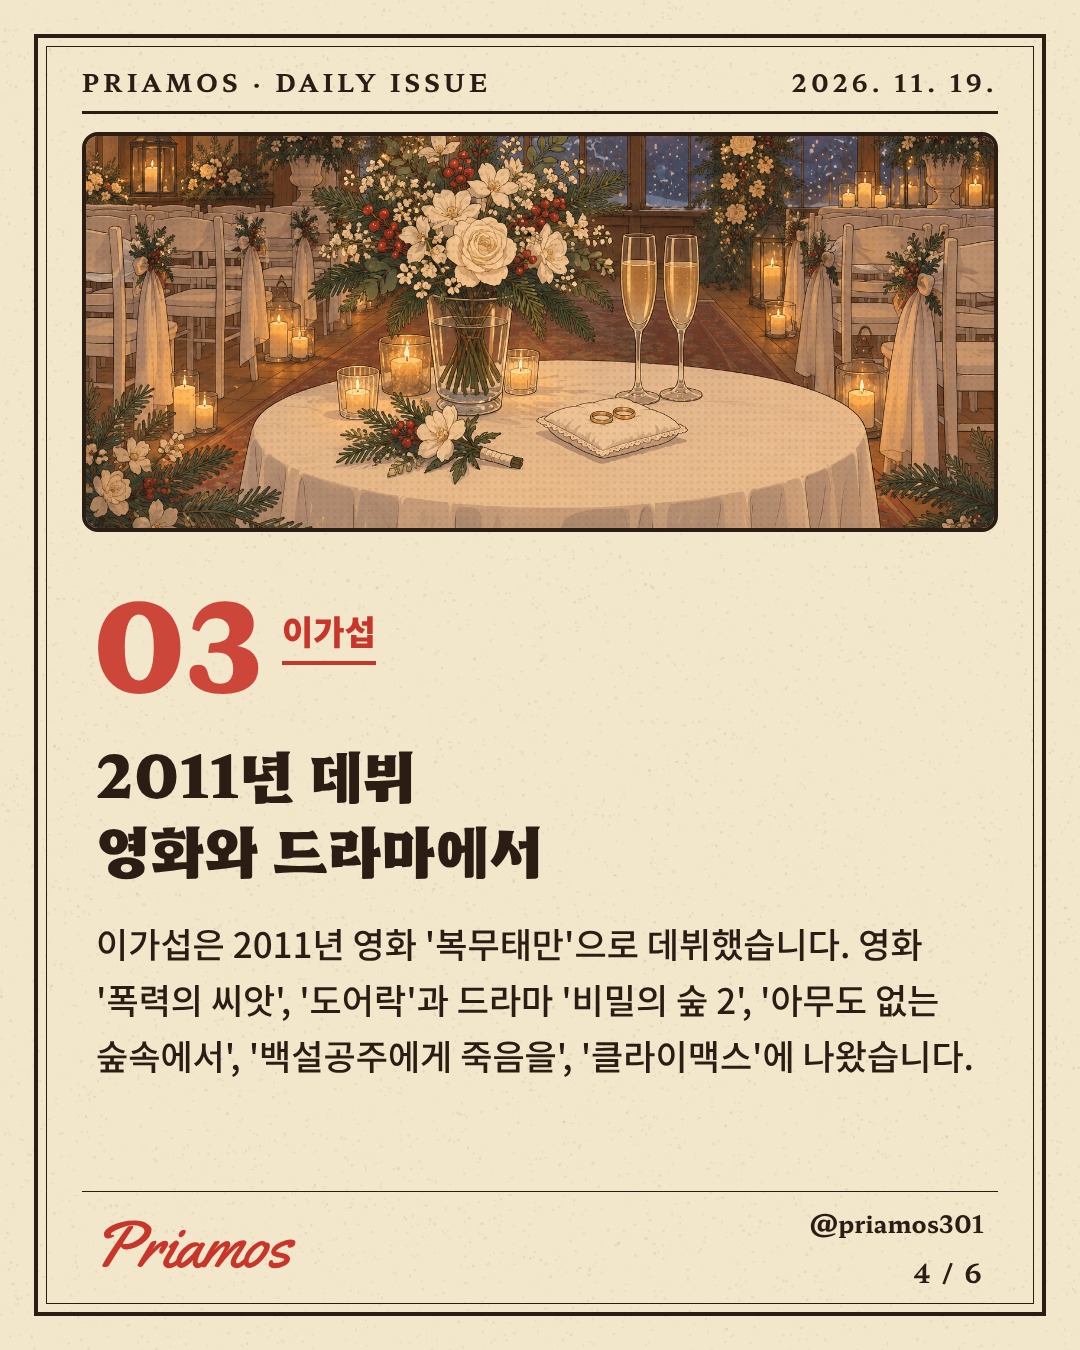 PRIAMOS · DAILY ISSUE
2026. 11. 19.
03
이가섭
2011년 데뷔
영화와 드라마에서
이가섭은 2011년 영화 '복무태만'으로 데뷔했습니다. 영화
'폭력의 씨앗', '도어락'과 드라마 '비밀의 숲 2', '아무도 없는
숲속에서', '백설공주에게 죽음을', '클라이맥스'에 나왔습니다.
Priamos
@priamos301
4 / 6